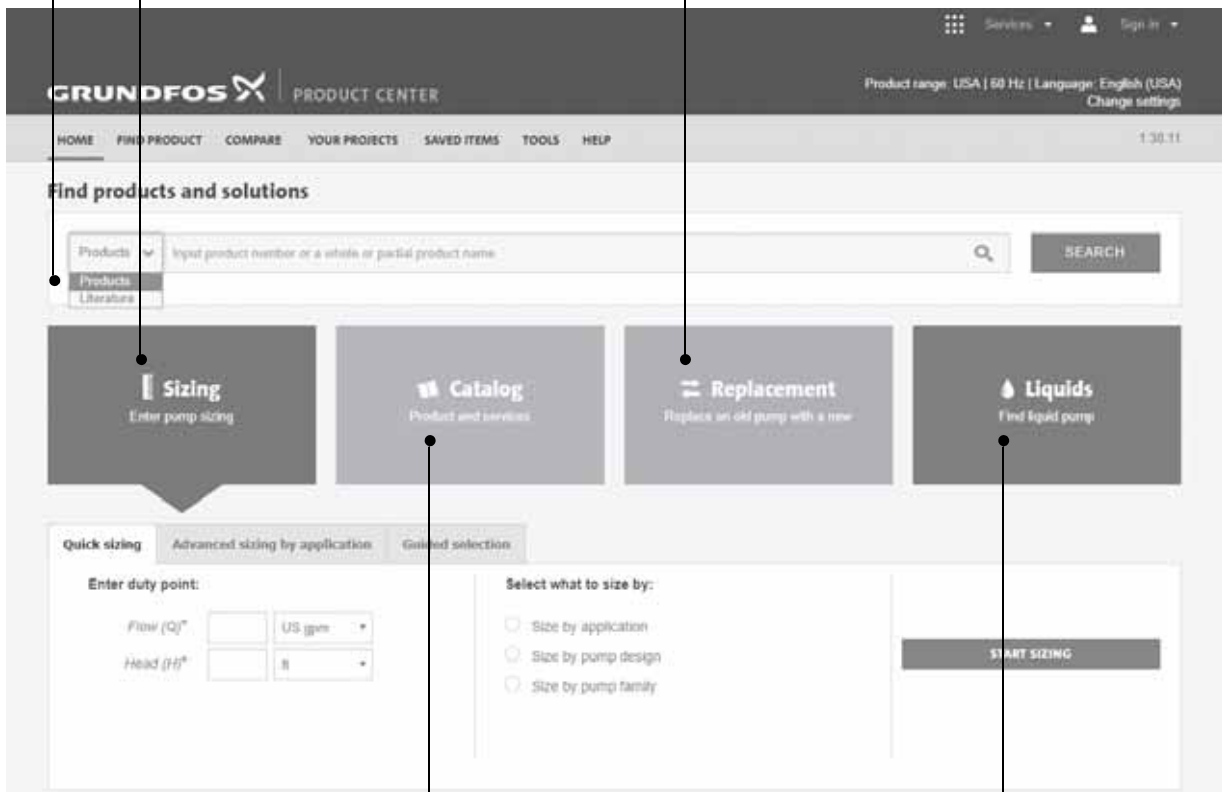 Services
Sign in
GRUNDFOS PRODUCT CENTER
Product range: USA | 60 Hz | Language: English (USA)
Change settings
HOME FIND PRODUCT COMPARE YOUR PROJECTS SAVED ITEMS TOOLS HELP
1.38.11
Find products and solutions
Products Input product number or a whole or partial product name SEARCH
Products
Literature
Sizing
Enter pump sizing
Catalog
Product and services
Replacement
Replace an old pump with a new
Liquids
Find liquid pump
Quick sizing Advanced sizing by application Guided selection
Enter duty point:
Flow (Q)* US gpm
Head (H)* ft
Select what to size by:
Size by application
Size by pump design
Size by pump family
START SIZING